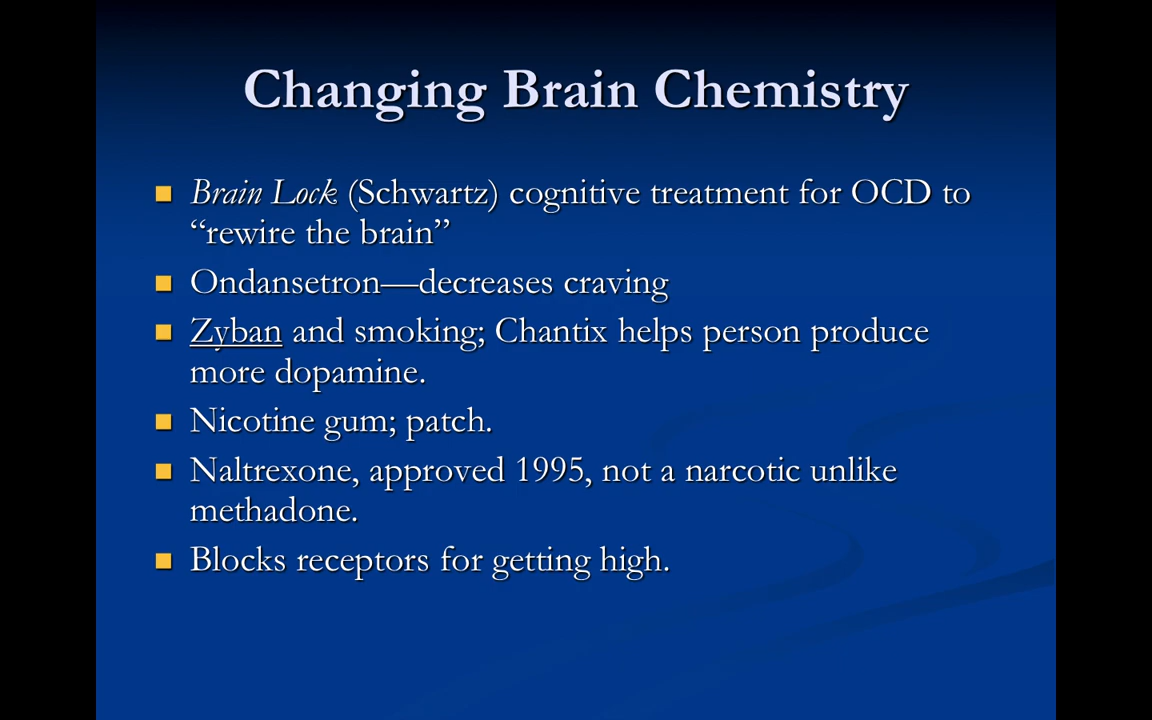 Changing Brain Chemistry
Brain Lock (Schwartz) cognitive treatment for OCD to
“rewire the brain”
Ondansetron—decreases craving
Zyban and smoking; Chantix helps person produce
more dopamine.
Nicotine gum; patch.
Naltrexone, approved 1995, not a narcotic unlike
methadone.
Blocks receptors for getting high.